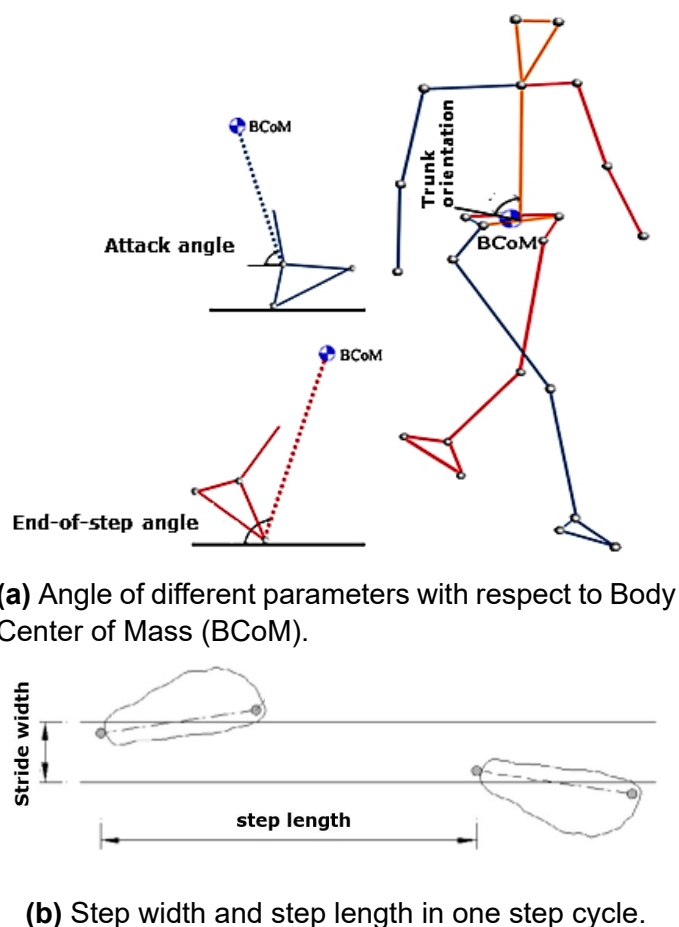 BCoM
Trunk
orientation
Attack angle
BCoM
BCoM
End-of-step angle
(a) Angle of different parameters with respect to Body
Center of Mass (BCoM).
Stride width
step length
(b) Step width and step length in one step cycle.